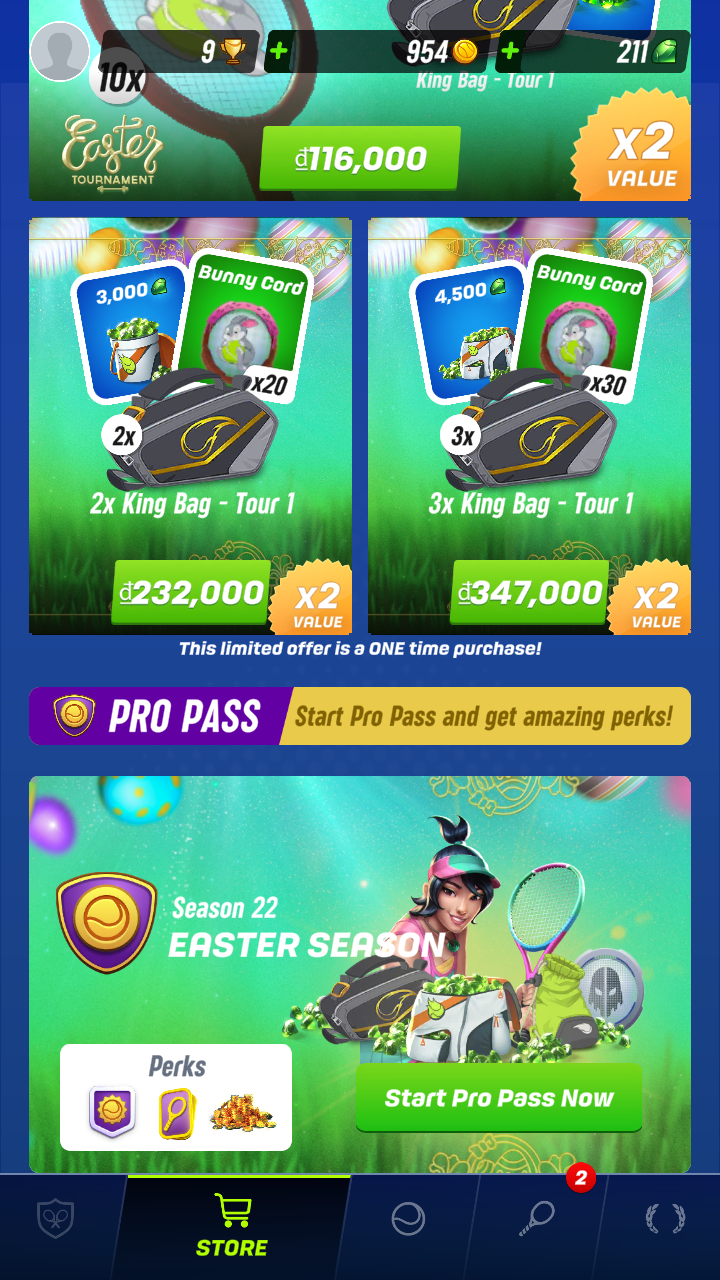 9
954
211
10x
King Bag - Tour 1
Easter
TOURNAMENT
₫116,000
x2
VALUE
3,000
Bunny Cord
x20
2x
2x King Bag - Tour 1
₫232,000
x2
VALUE
4,500
Bunny Cord
x30
3x
3x King Bag - Tour 1
₫347,000
x2
VALUE
This limited offer is a ONE time purchase!
PRO PASS
Start Pro Pass and get amazing perks!
Season 22
EASTER SEASON
Perks
Start Pro Pass Now
2
STORE